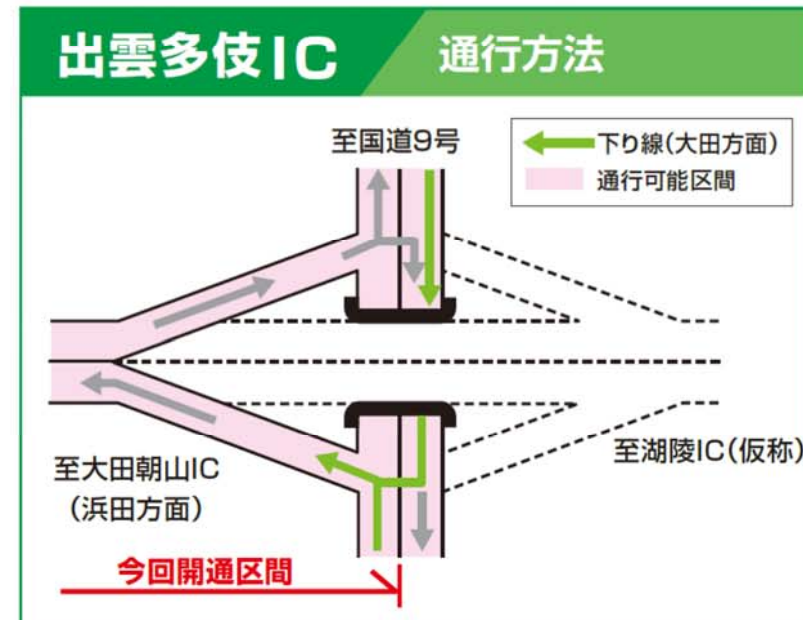 出雲多伎IC
通行方法
至国道9号
下り線(大田方面)
通行可能区間
至大田朝山IC
(浜田方面)
至湖陵IC(仮称)
今回開通区間